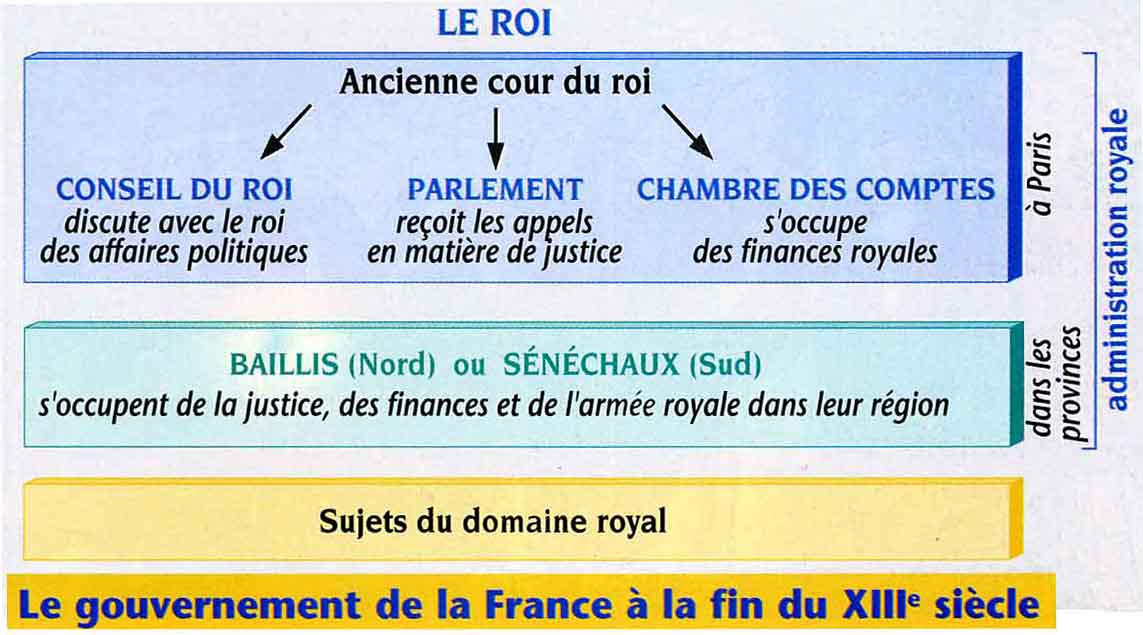 LE ROI
Ancienne cour du roi
CONSEIL DU ROI
discute avec le roi
des affaires politiques
PARLEMENT
reçoit les appels
en matière de justice
CHAMBRE DES COMPTES
s'occupe
des finances royales
à Paris
BAILLIS (Nord) ou SÉNÉCHAUX (Sud)
s'occupent de la justice, des finances et de l'armée royale dans leur région
dans les
provinces
administration royale
Sujets du domaine royal
Le gouvernement de la France à la fin du XIIIe siècle